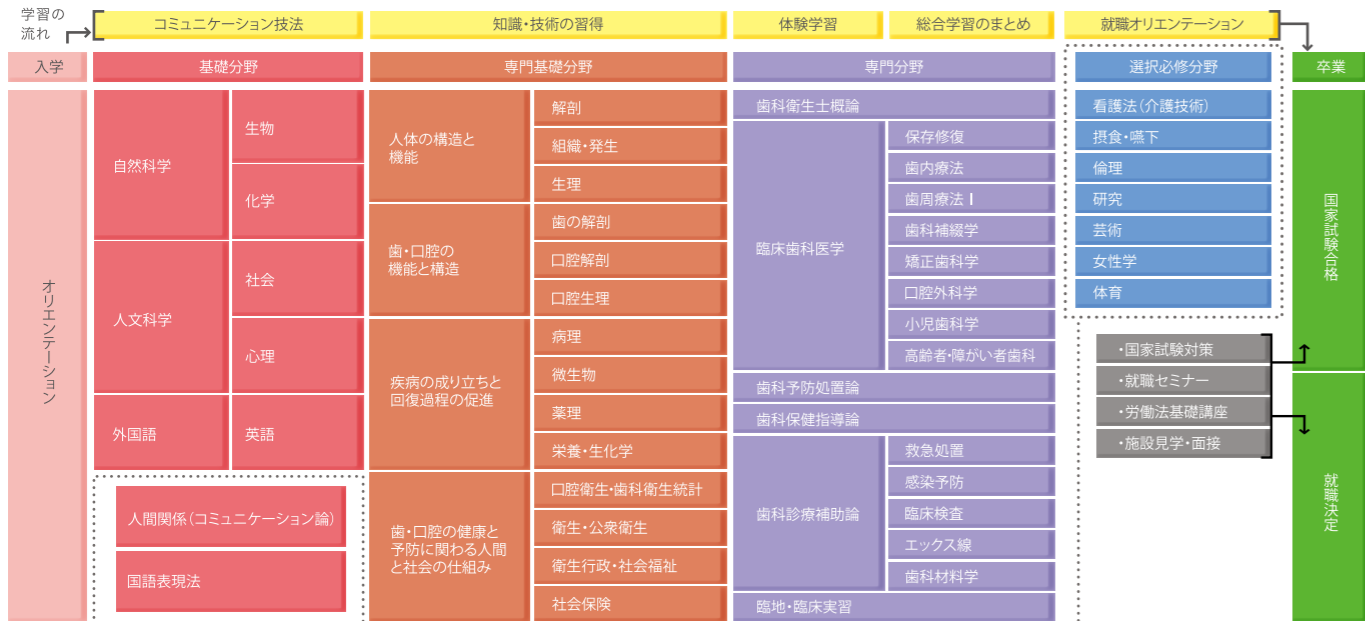 学習の
流れ
コミュニケーション技法
知識・技術の習得
体験学習
総合学習のまとめ
就職オリエンテーション
入学
基礎分野
専門基礎分野
専門分野
選択必修分野
卒業
オリエンテーション
自然科学
生物
化学
人文科学
社会
心理
外国語
英語
人間関係（コミュニケーション論）
国語表現法
人体の構造と
機能
解剖
組織・発生
生理
歯・口腔の
機能と構造
歯の解剖
口腔解剖
口腔生理
疾病の成り立ちと
回復過程の促進
病理
微生物
薬理
栄養・生化学
歯・口腔の健康と
予防に関わる人間
と社会の仕組み
口腔衛生・歯科衛生統計
衛生・公衆衛生
衛生行政・社会福祉
社会保険
歯科衛生士概論
臨床歯科医学
保存修復
歯内療法
歯周療法Ⅰ
歯科補綴学
矯正歯科学
口腔外科学
小児歯科学
高齢者・障がい者歯科
歯科予防処置論
歯科保健指導論
歯科診療補助論
救急処置
感染予防
臨床検査
エックス線
歯科材料学
臨地・臨床実習
看護法（介護技術）
摂食・嚥下
倫理
研究
芸術
女性学
体育
・国家試験対策
・就職セミナー
・労働法基礎講座
・施設見学・面接
国家試験合格
就職決定